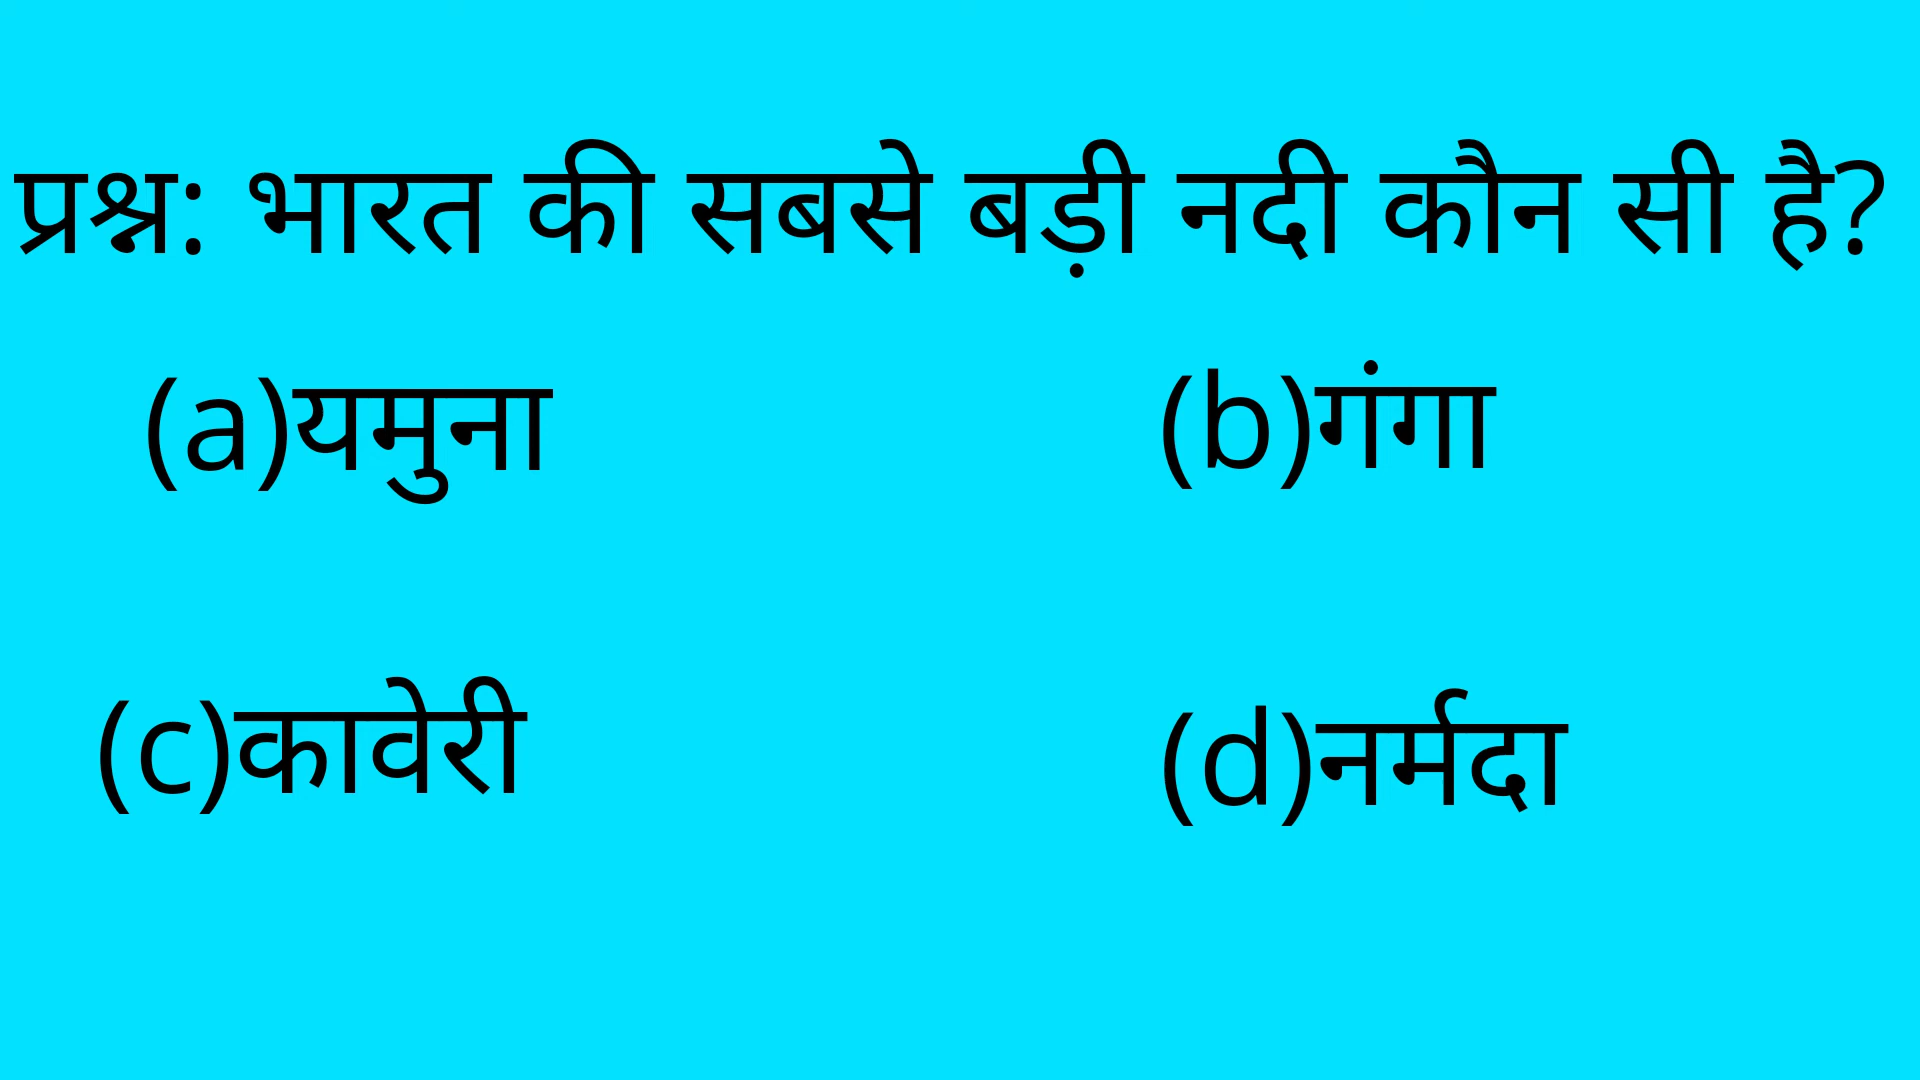 प्रश्न: भारत की सबसे बड़ी नदी कौन सी है?
(a)यमुना (b)गंगा
(c)कावेरी (d)नर्मदा